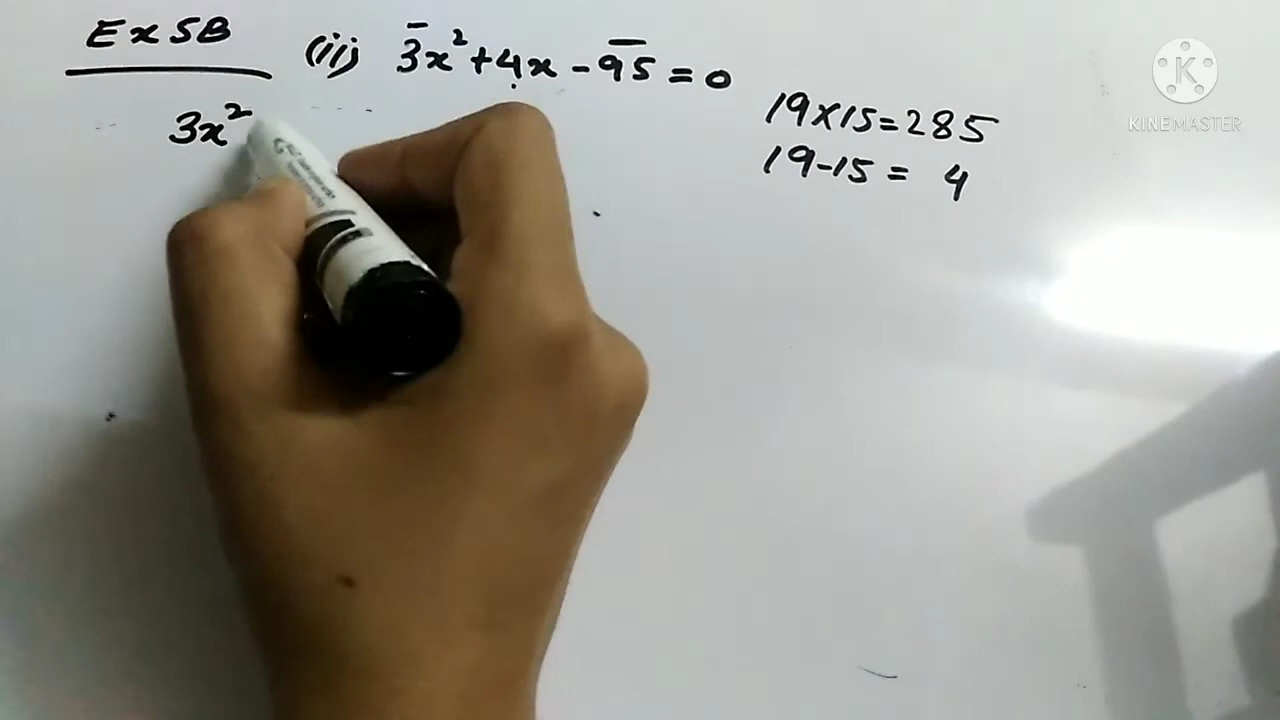 Ex 5B (ii) 3x² + 4x - 95 = 0
19 × 15 = 285
19 - 15 = 4
3x²
KINEMASTER